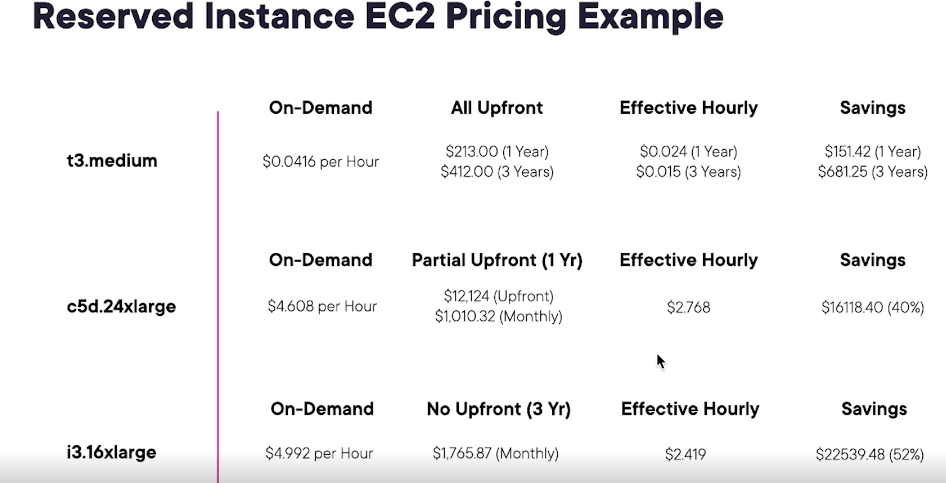 Reserved Instance EC2 Pricing Example
On-Demand All Upfront Effective Hourly Savings
t3.medium $0.0416 per Hour $213.00 (1 Year) $0.024 (1 Year) $151.42 (1 Year)
$412.00 (3 Years) $0.015 (3 Years) $681.25 (3 Years)
On-Demand Partial Upfront (1 Yr) Effective Hourly Savings
c5d.24xlarge $4.608 per Hour $12,124 (Upfront) $2.768 $16118.40 (40%)
$1,010.32 (Monthly)
On-Demand No Upfront (3 Yr) Effective Hourly Savings
i3.16xlarge $4.992 per Hour $1,765.87 (Monthly) $2.419 $22539.48 (52%)